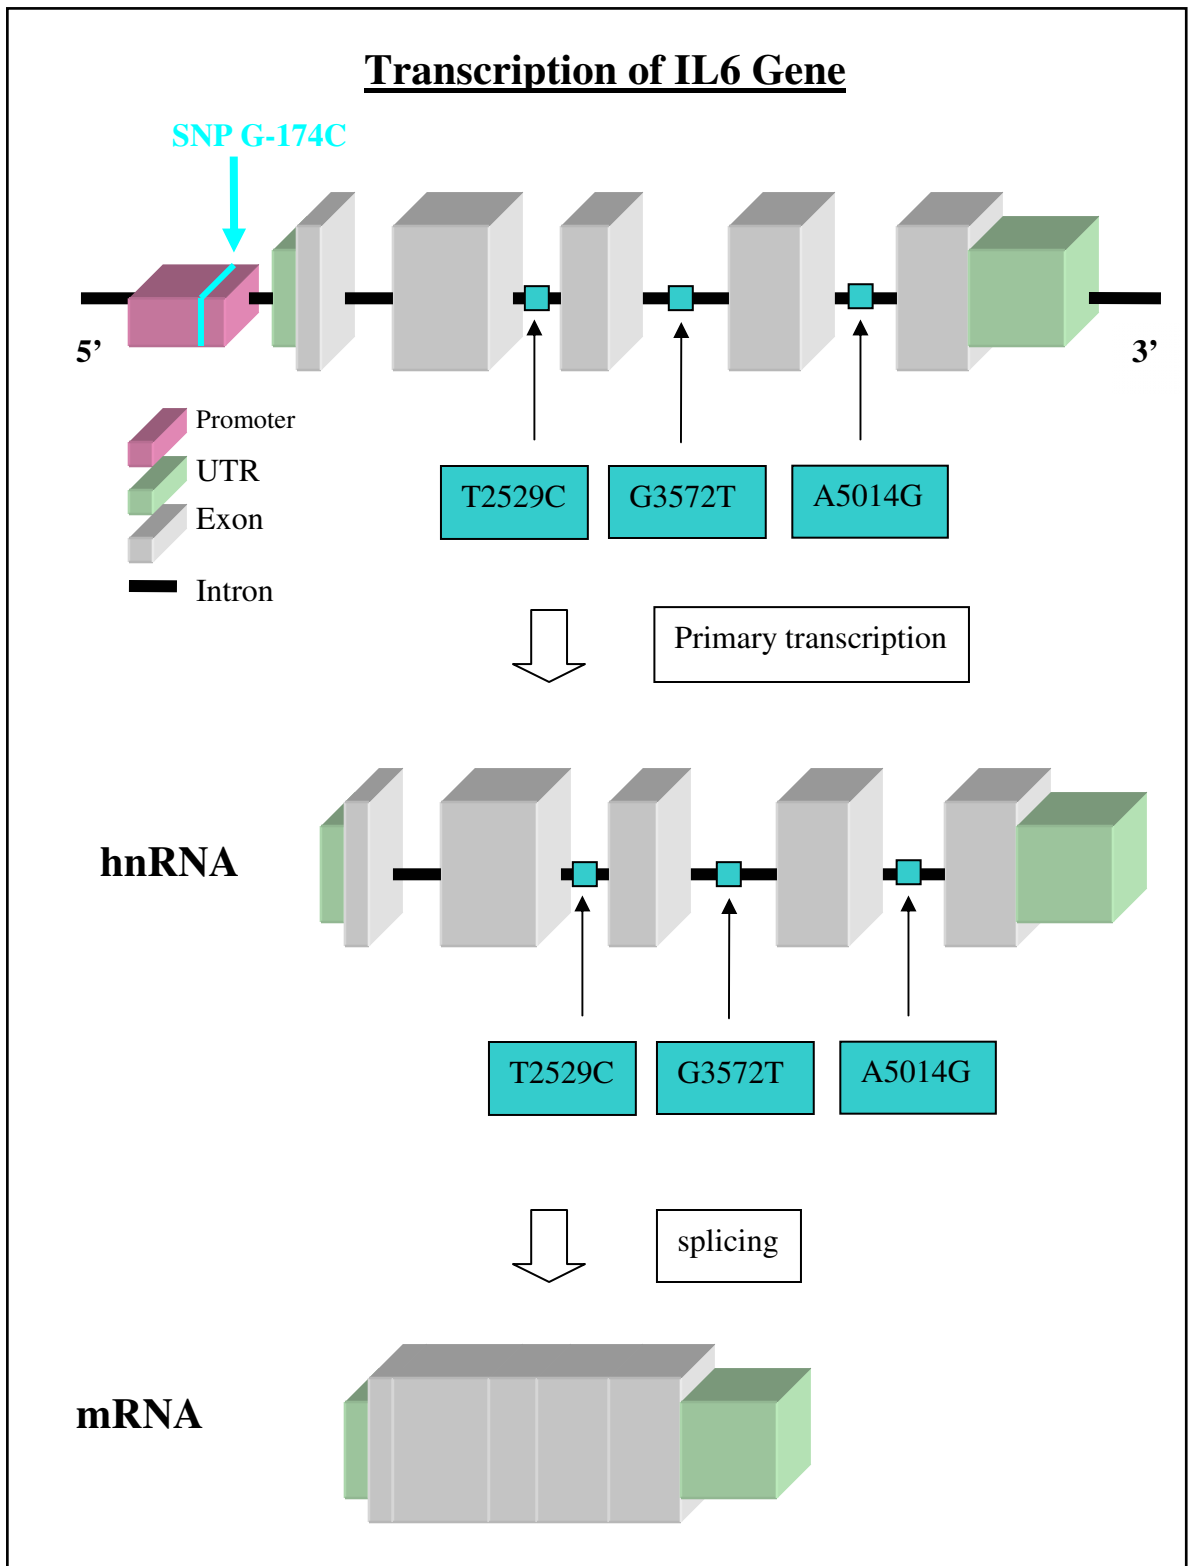 Transcription of IL6 Gene
SNP G-174C
5’
3’
Promoter
UTR
Exon
Intron
T2529C
G3572T
A5014G
Primary transcription
hnRNA
T2529C
G3572T
A5014G
splicing
mRNA